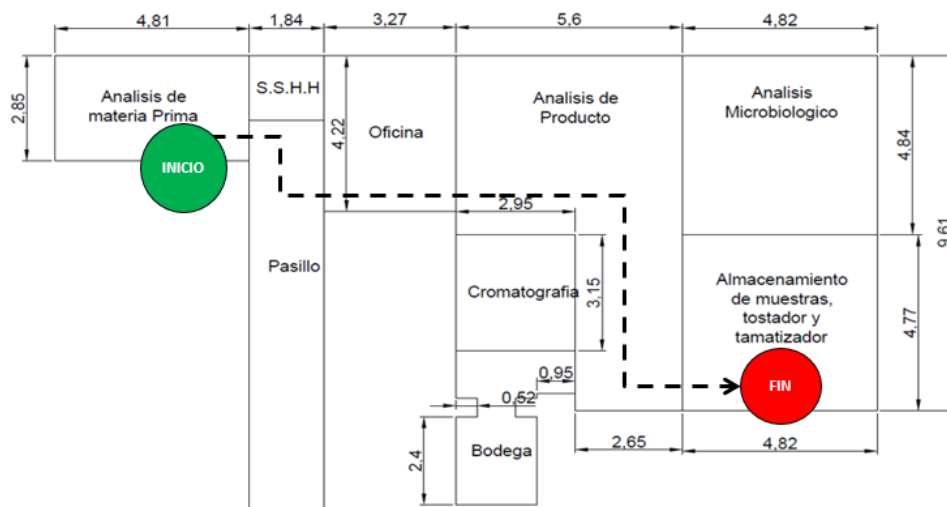 4,81
1,84
3,27
5,6
4,82
2,85
Analisis de
materia Prima
S.S.H.H
4,22
Oficina
Analisis de
Producto
Analisis
Microbiologico
4,84
9,61
INICIO
2,95
Pasillo
Cromatografia
3,15
Almacenamiento
de muestras,
tostador y
tamatizador
4,77
FIN
0,95
0,52
2,4
Bodega
2,65
4,82